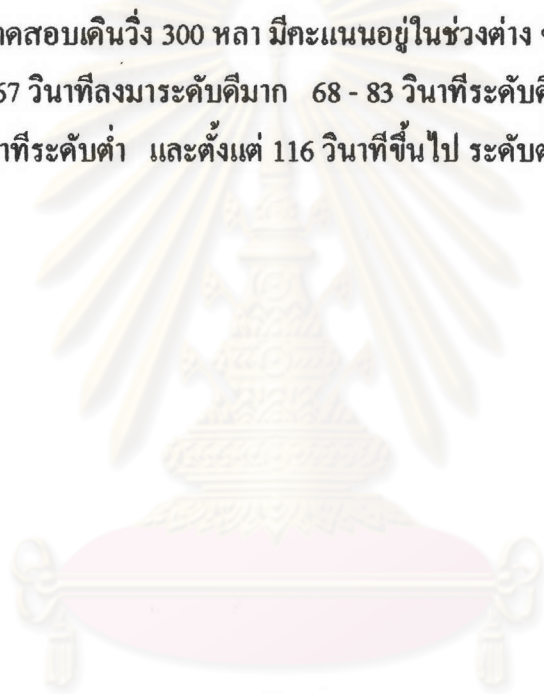 ดสอบเดินวิ่ง 300 หลา มีคะแนนอยู่ในช่วงต่าง
67 วินาทีลงมาระดับดีมาก 68 - 83 วินาทีระดับ
าทีระดับต่ำ และตั้งแต่ 116 วินาทีขึ้นไป ระดับ